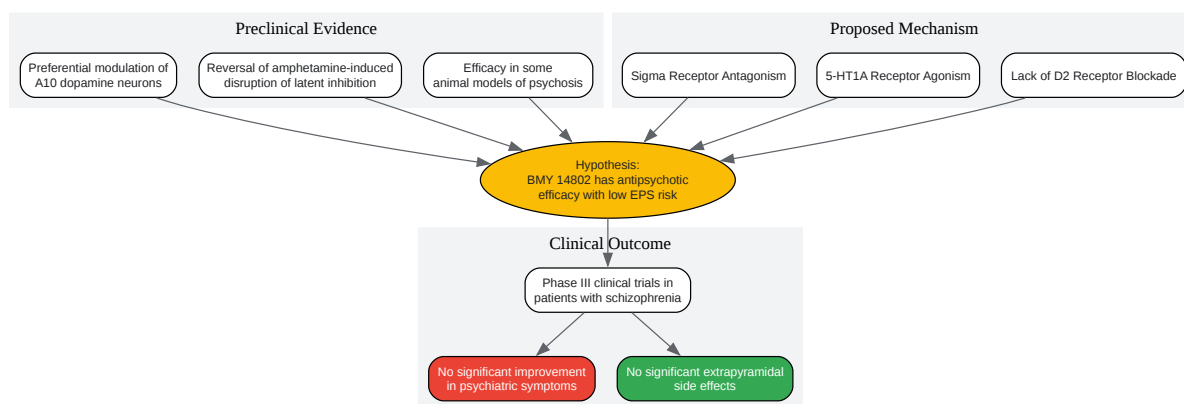 Preclinical Evidence
Preferential modulation of
A10 dopamine neurons
Reversal of amphetamine-induced
disruption of latent inhibition
Efficacy in some
animal models of psychosis
Proposed Mechanism
Sigma Receptor Antagonism
5-HT1A Receptor Agonism
Lack of D2 Receptor Blockade
Hypothesis:
BMY 14802 has antipsychotic
efficacy with low EPS risk
Clinical Outcome
Phase III clinical trials in
patients with schizophrenia
No significant improvement
in psychiatric symptoms
No significant extrapyramidal
side effects